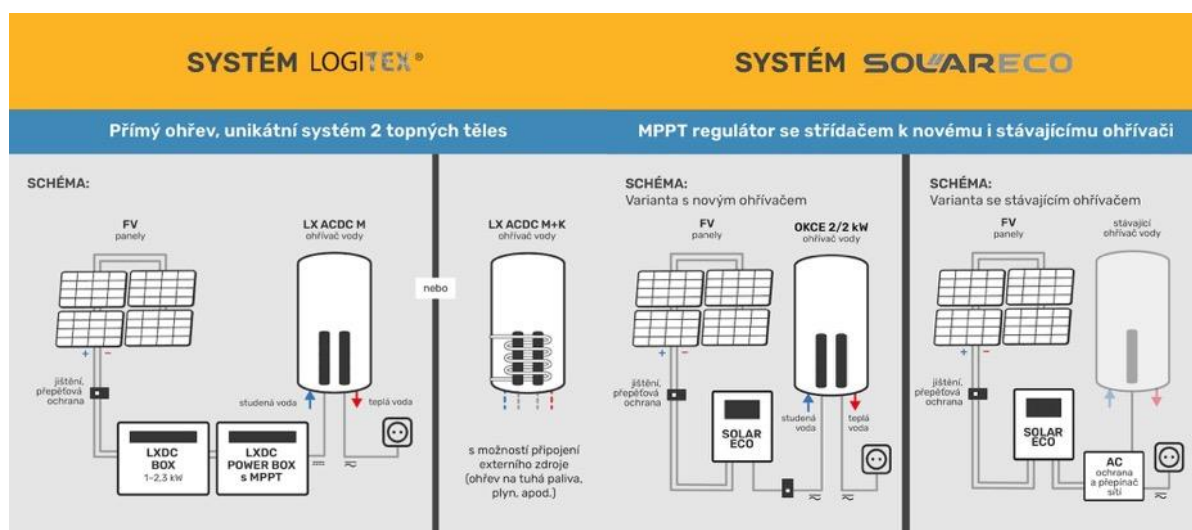 SYSTÉM LOGITEX®
Přímý ohřev, unikátní systém 2 topných těles
SCHÉMA:
FV
panely
+ −
jištění,
přepěťová
ochrana
LXDC
BOX
1–2,3 kW
LXDC
POWER BOX
s MPPT
LX ACDC M
ohřívač vody
studená voda
teplá voda
nebo
LX ACDC M+K
ohřívač vody
s možností připojení
externího zdroje
(ohřev na tuhá paliva,
plyn, apod.)
SYSTÉM SOLARECO
MPPT regulátor se střídačem k novému i stávajícímu ohřívači
SCHÉMA:
Varianta s novým ohřívačem
FV
panely
+ −
jištění,
přepěťová
ochrana
SOLAR
ECO
OKCE 2/2 kW
ohřívač vody
studená
voda
teplá
voda
SCHÉMA:
Varianta se stávajícím ohřívačem
FV
panely
+ −
jištění,
přepěťová
ochrana
SOLAR
ECO
stávající
ohřívač vody
AC
ochrana
a přepínač
sítí